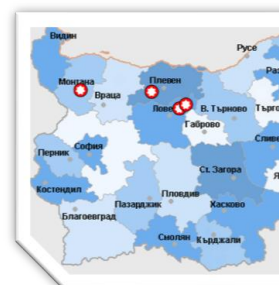 Видин
Русе
Монтана
Плевен
Враца
Раз
Лове
В. Търново
Търго
Габрово
Перник
София
Сливе
Ст. Загора
Я
Кюстендил
Пловдив
Пазарджик
Хасково
Благоевград
Смолян
Кърджали